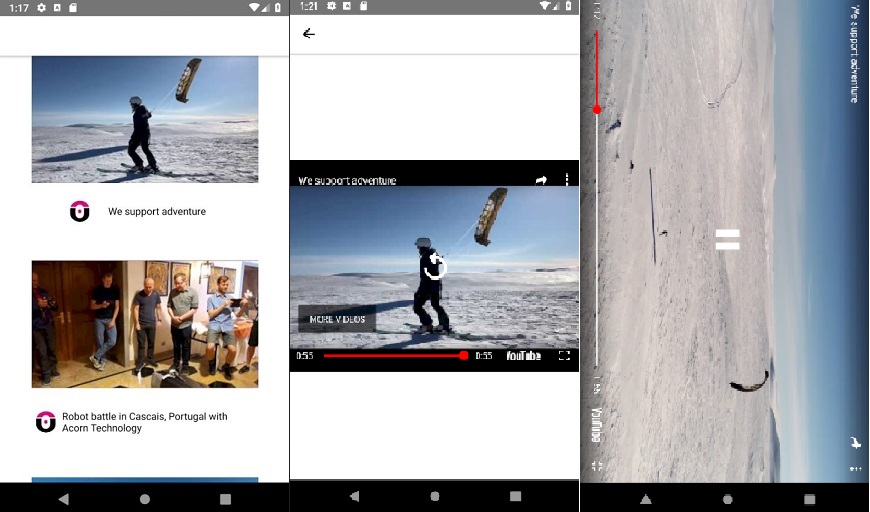 1:17
We support adventure
Robot battle in Cascais, Portugal with
Acorn Technology
1:21
We support adventure
MORE VIDEOS
0:55
0:55
YouTube
We support adventure
YouTube